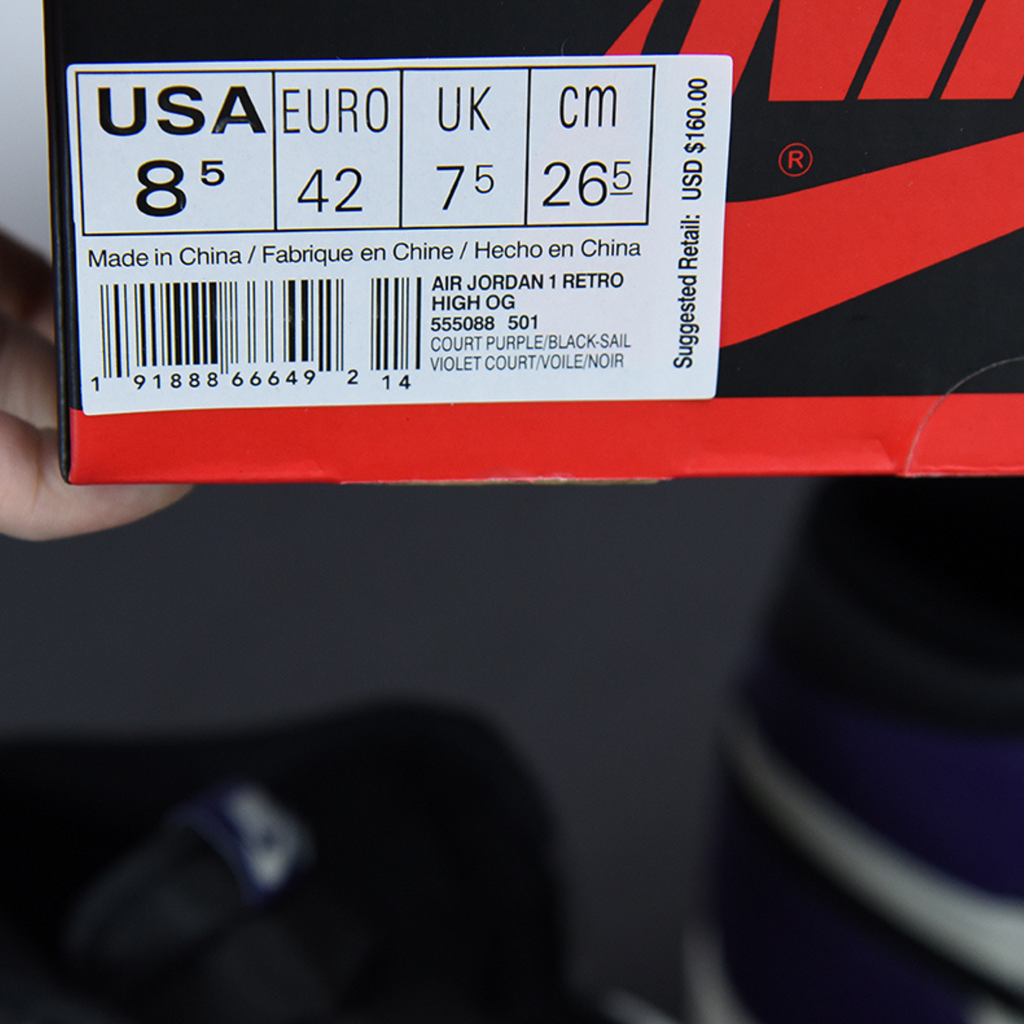 USA EURO UK cm
8 5 42 7 5 26 5
Made in China / Fabrique en Chine / Hecho en China
AIR JORDAN 1 RETRO
HIGH OG
555088 501
COURT PURPLE/BLACK-SAIL
VIOLET COURT/VOILE/NOIR
1 91888 66649 2 14
Suggested Retail: USD $160.00
®